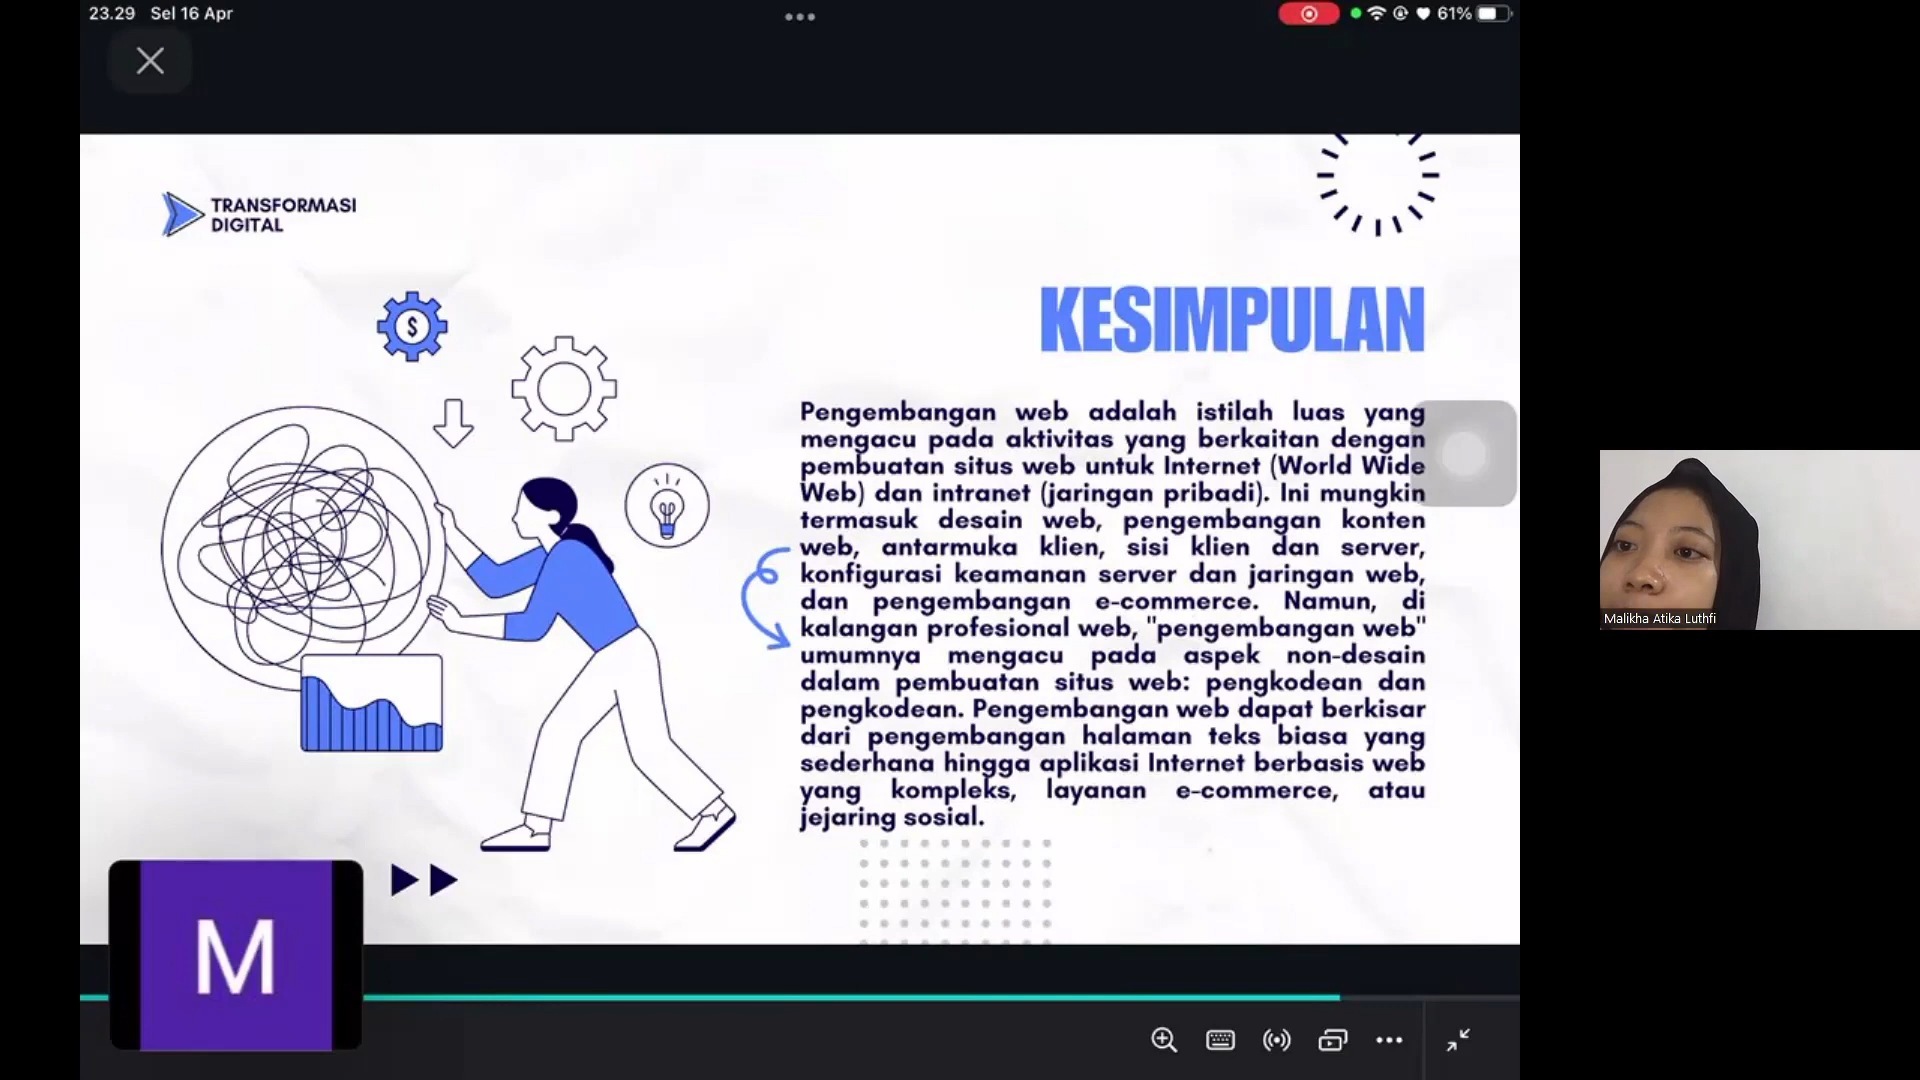 23.29 Sel 16 Apr
61%
TRANSFORMASI
DIGITAL
$
KESIMPULAN
Pengembangan web adalah istilah luas yang
mengacu pada aktivitas yang berkaitan dengan
pembuatan situs web untuk Internet (World Wide
Web) dan intranet (jaringan pribadi). Ini mungkin
termasuk desain web, pengembangan konten
web, antarmuka klien, sisi klien dan server,
konfigurasi keamanan server dan jaringan web,
dan pengembangan e-commerce. Namun, di
kalangan profesional web, "pengembangan web"
umumnya mengacu pada aspek non-desain
dalam pembuatan situs web: pengkodean dan
pengkodean. Pengembangan web dapat berkisar
dari pengembangan halaman teks biasa yang
sederhana hingga aplikasi Internet berbasis web
yang kompleks, layanan e-commerce, atau
jejaring sosial.
M
Malikha Atika Luthfi